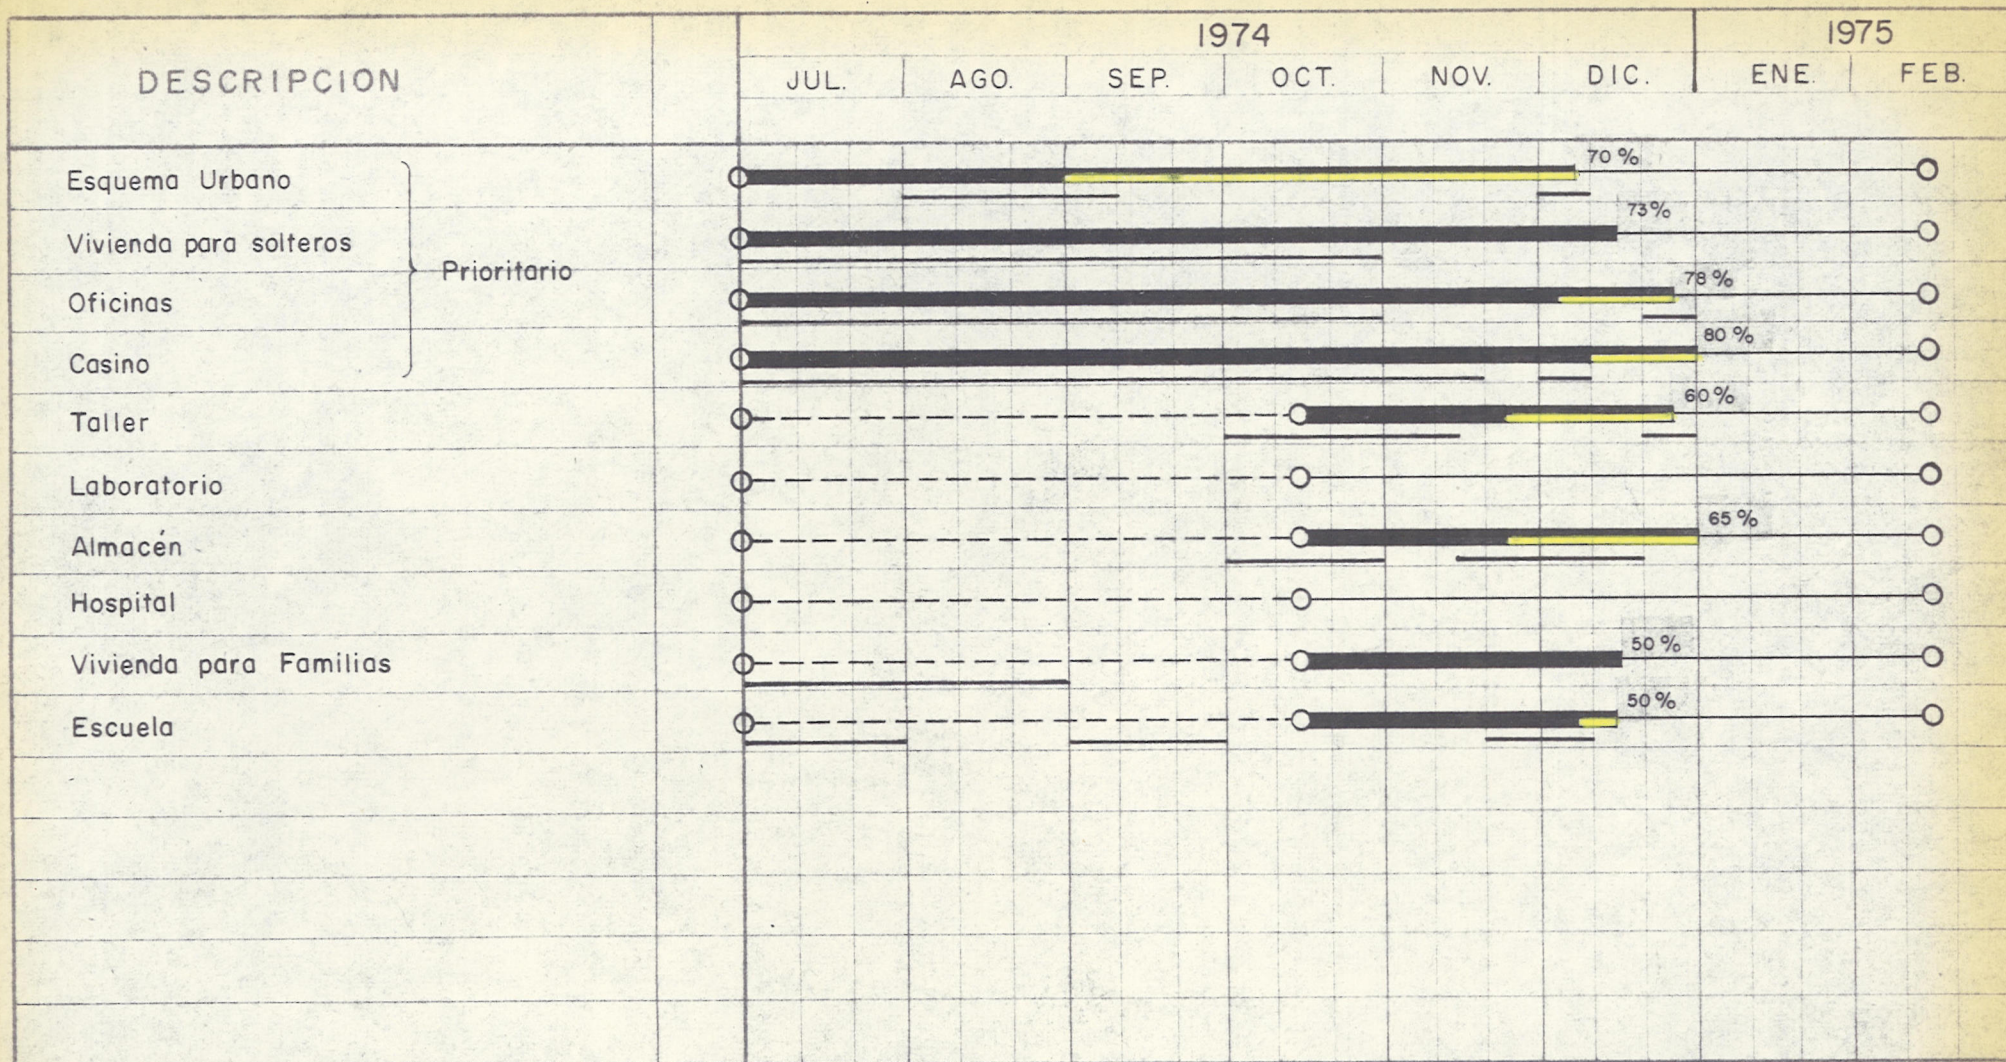 1974 1975
DESCRIPCION JUL. AGO. SEP. OCT. NOV. DIC. ENE. FEB.
Esquema Urbano 70 %
Vivienda para solteros 73%
Prioritario
Oficinas 78 %
Casino 80 %
Taller 60 %
Laboratorio
Almacén 65 %
Hospital
Vivienda para Familias 50 %
Escuela 50 %